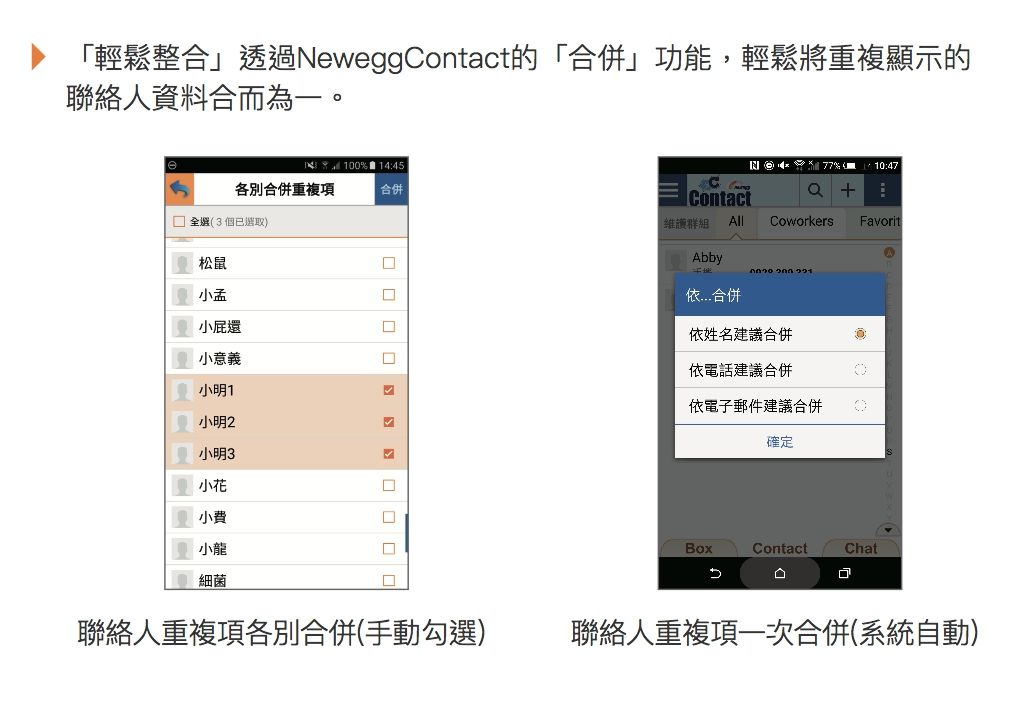 「輕鬆整合」透過NeweggContact的「合併」功能，輕鬆將重複顯示的
聯絡人資料合而為一。
100% 14:45
各別合併重複項
合併
全選(3 個已選取)
松鼠
小孟
小屁還
小意義
小明1
小明2
小明3
小花
小費
小龍
細菌
聯絡人重複項各別合併(手動勾選)
77% 10:47
Contact
維護群組 All Coworkers Favorit
Abby
手機 0928 309 331
依...合併
依姓名建議合併
依電話建議合併
依電子郵件建議合併
確定
Box Contact Chat
聯絡人重複項一次合併(系統自動)